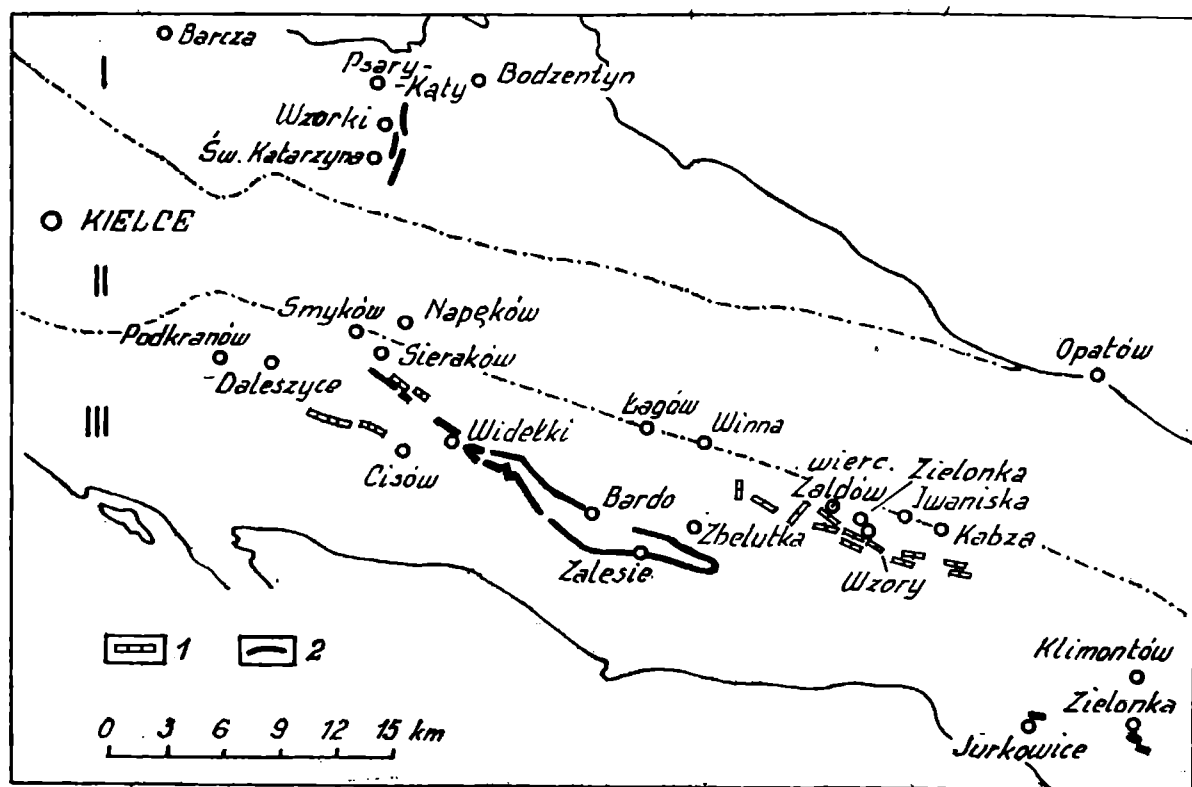 Barcza
I
Psary-
-Kąty
Bodzentyn
Wzorki
Św. Katarzyna
KIELCE
II
Smyków
Napęków
Podkranów
Sieraków
Opatów
-Daleszyce
III
Łagów
Winna
Widełki
wierc.
Zielonka
Zaldów
Iwaniska
Cisów
Bardo
Zbelutka
Kabza
Zalesie
Wzory
1
2
Klimontów
Zielonka
0 3 6 9 12 15 km
Jurkowice